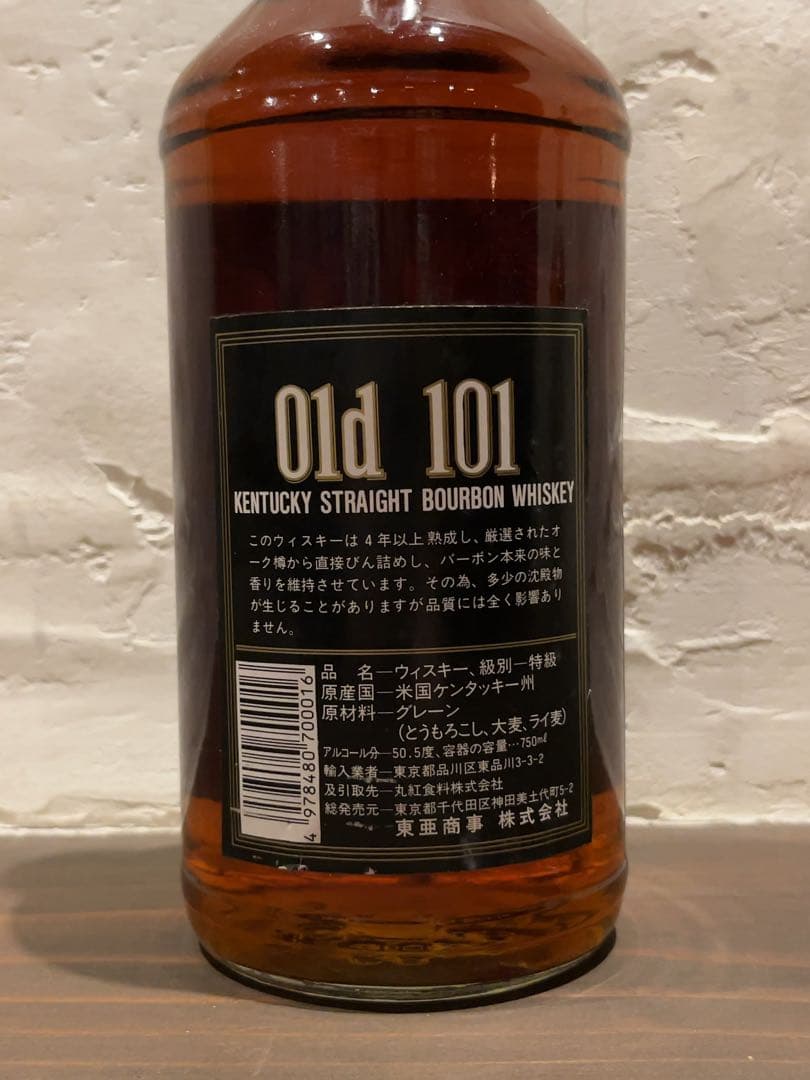 Old 101
KENTUCKY STRAIGHT BOURBON WHISKEY
このウィスキーは4年以上熟成し、厳選されたオ
ーク樽から直接びん詰めし、バーボン本来の味と
香りを維持させています。その為、多少の沈殿物
が生じることがありますが品質には全く影響あり
ません。
品 名―ウィスキー、級別―特級
原産国―米国ケンタッキー州
原材料―グレーン
(とうもろこし、大麦、ライ麦)
アルコール分―50.5度、容器の容量…750㎖
輸入業者―東京都品川区東品川3-3-2
及引取先―丸紅食料株式会社
総発売元―東京都千代田区神田美土代町5-2
東亜商事 株式会社
4 978480 700016